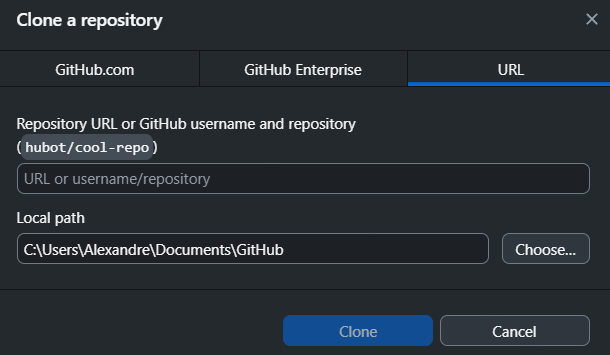 Clone a repository
GitHub.com
GitHub Enterprise
URL
Repository URL or GitHub username and repository
(hubot/cool-repo)
URL or username/repository
Local path
C:\Users\Alexandre\Documents\GitHub
Choose...
Clone
Cancel